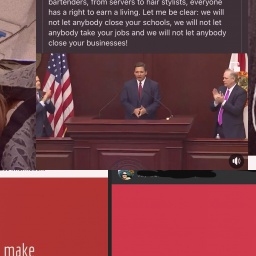 bartenders, from servers to hair stylists, everyone
has a right to earn a living. Let me be clear: we will
not let anybody close your schools, we will not let
anybody take your jobs and we will not let anybody
close your businesses!
make